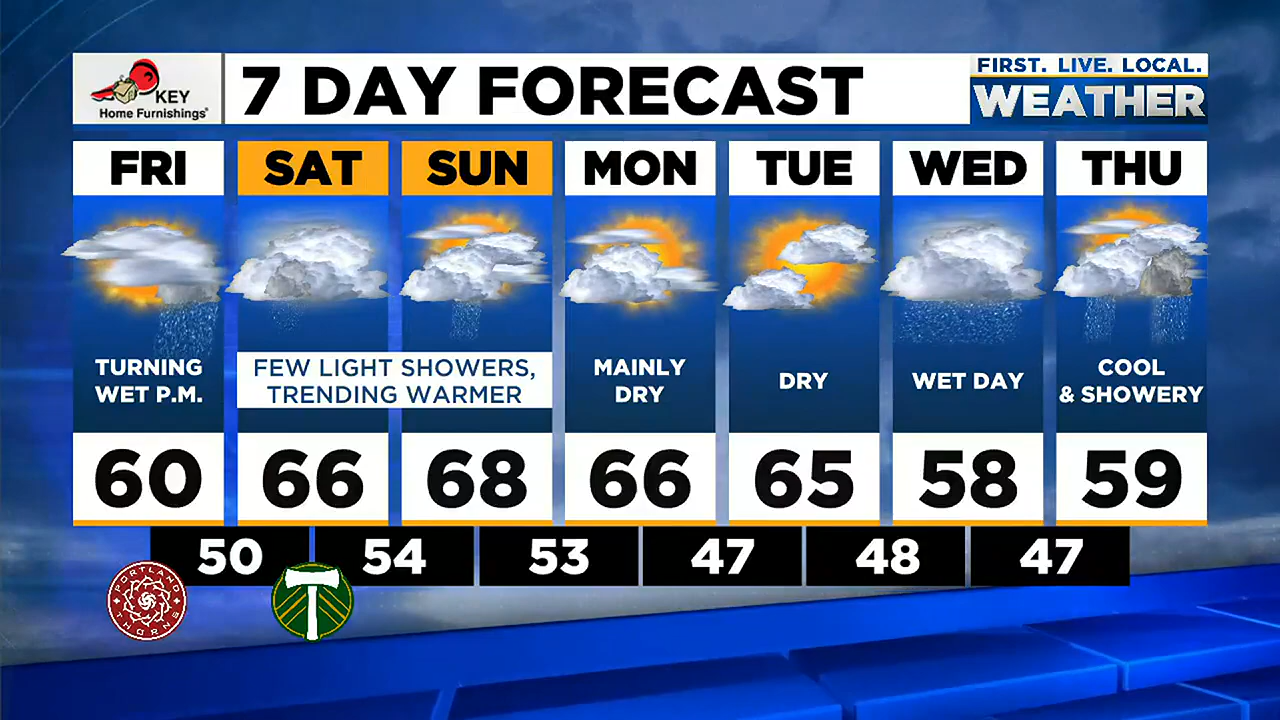 KEY
Home Furnishings®
7 DAY FORECAST
FIRST. LIVE. LOCAL.
WEATHER
FRI
SAT
SUN
MON
TUE
WED
THU
TURNING
WET P.M.
FEW LIGHT SHOWERS,
TRENDING WARMER
MAINLY
DRY
DRY
WET DAY
COOL
& SHOWERY
60
66
68
66
65
58
59
50
54
53
47
48
47
PORTLAND
THORNS